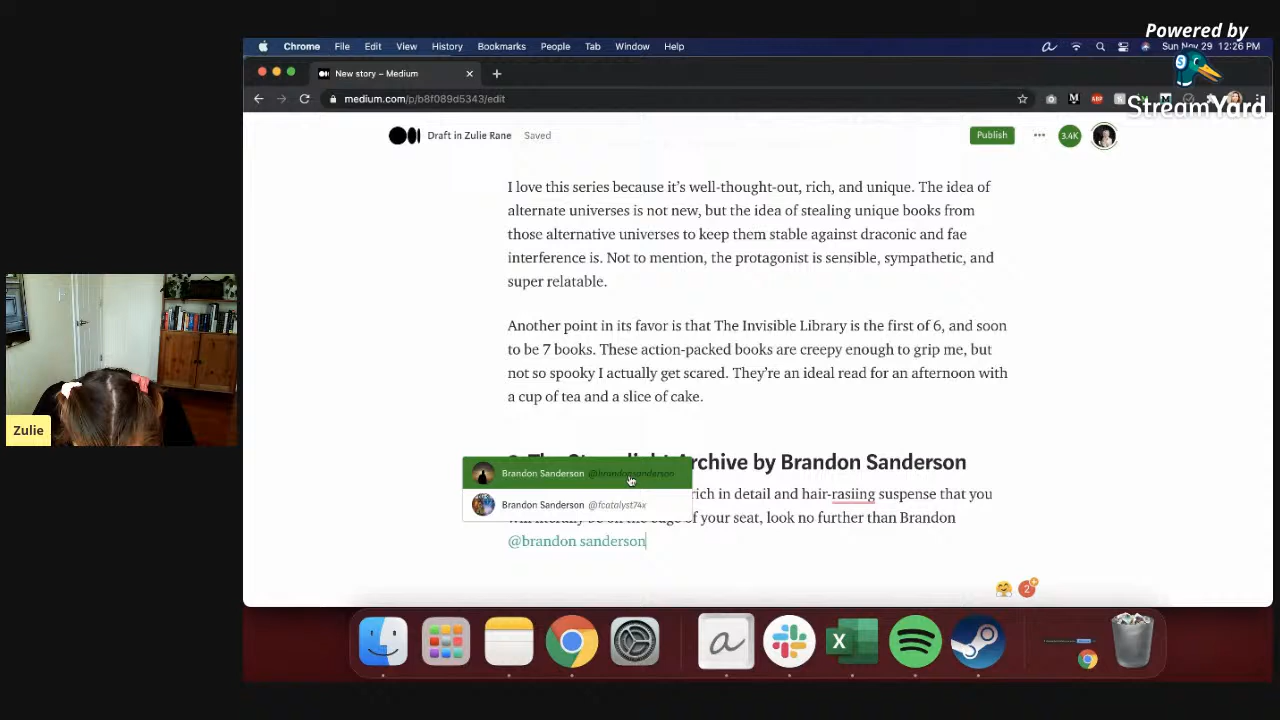 Powered by
StreamYard
Chrome File Edit View History Bookmarks People Tab Window Help
Sun Nov 29 12:26 PM
New story – Medium
medium.com/p/b8f089d5343/edit
Draft in Zulie Rane Saved
Publish
3.4K
I love this series because it's well-thought-out, rich, and unique. The idea of
alternate universes is not new, but the idea of stealing unique books from
those alternative universes to keep them stable against draconic and fae
interference is. Not to mention, the protagonist is sensible, sympathetic, and
super relatable.
Another point in its favor is that The Invisible Library is the first of 6, and soon
to be 7 books. These action-packed books are creepy enough to grip me, but
not so spooky I actually get scared. They're an ideal read for an afternoon with
a cup of tea and a slice of cake.
Archive by Brandon Sanderson
Brandon Sanderson @brandonsanderson
rich in detail and hair-rasiing suspense that you
Brandon Sanderson @fcatalyst74x
of your seat, look no further than Brandon
@brandon sanderson
2
Zulie